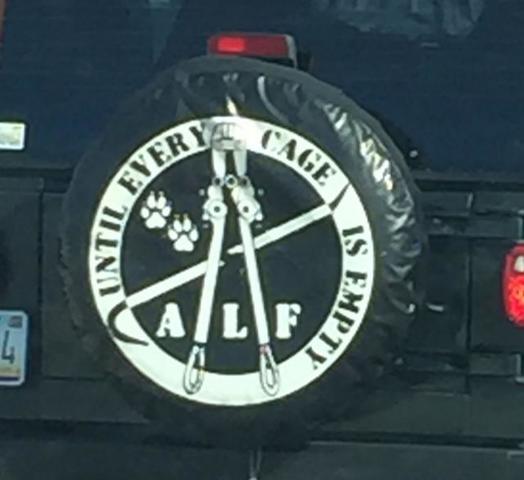 UNTIL EVERY CAGE IS EMPTY
ALF